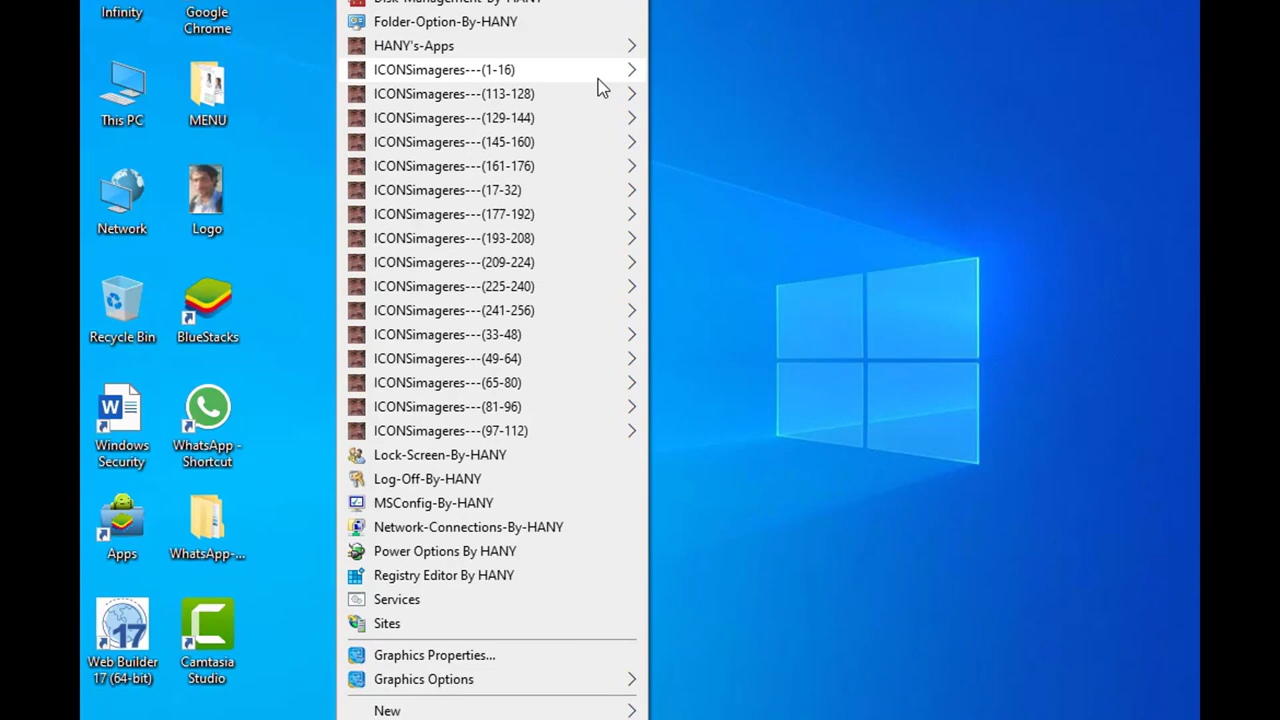 Infinity
Google
Chrome
This PC
MENU
Network
Logo
Recycle Bin
BlueStacks
Windows
Security
WhatsApp -
Shortcut
Apps
WhatsApp-...
Web Builder
17 (64-bit)
Camtasia
Studio
Disk-Management-By-HANY
Folder-Option-By-HANY
HANY's-Apps
ICONSimageres---(1-16)
ICONSimageres---(113-128)
ICONSimageres---(129-144)
ICONSimageres---(145-160)
ICONSimageres---(161-176)
ICONSimageres---(17-32)
ICONSimageres---(177-192)
ICONSimageres---(193-208)
ICONSimageres---(209-224)
ICONSimageres---(225-240)
ICONSimageres---(241-256)
ICONSimageres---(33-48)
ICONSimageres---(49-64)
ICONSimageres---(65-80)
ICONSimageres---(81-96)
ICONSimageres---(97-112)
Lock-Screen-By-HANY
Log-Off-By-HANY
MSConfig-By-HANY
Network-Connections-By-HANY
Power Options By HANY
Registry Editor By HANY
Services
Sites
Graphics Properties...
Graphics Options
New